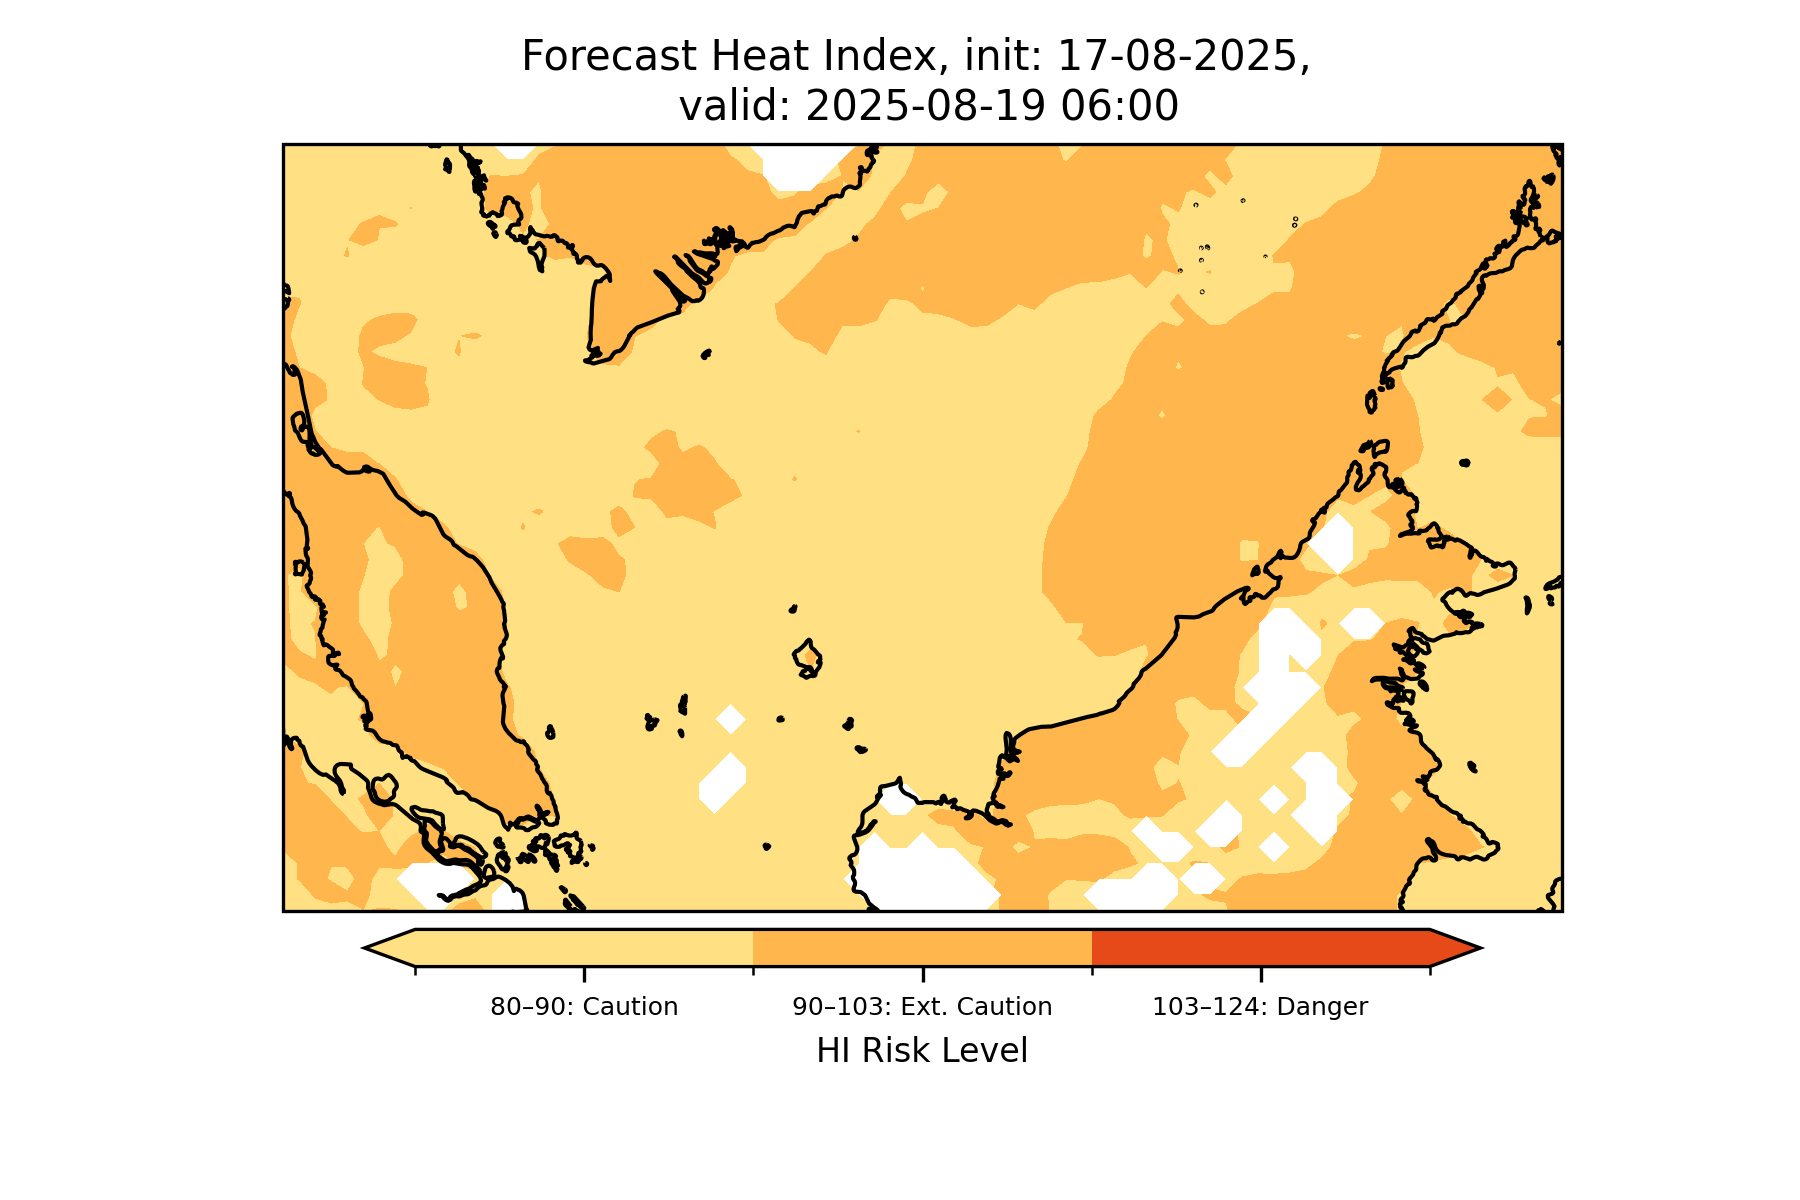 Forecast Heat Index, init: 17-08-2025,
valid: 2025-08-19 06:00
80–90: Caution
90–103: Ext. Caution
103–124: Danger
HI Risk Level